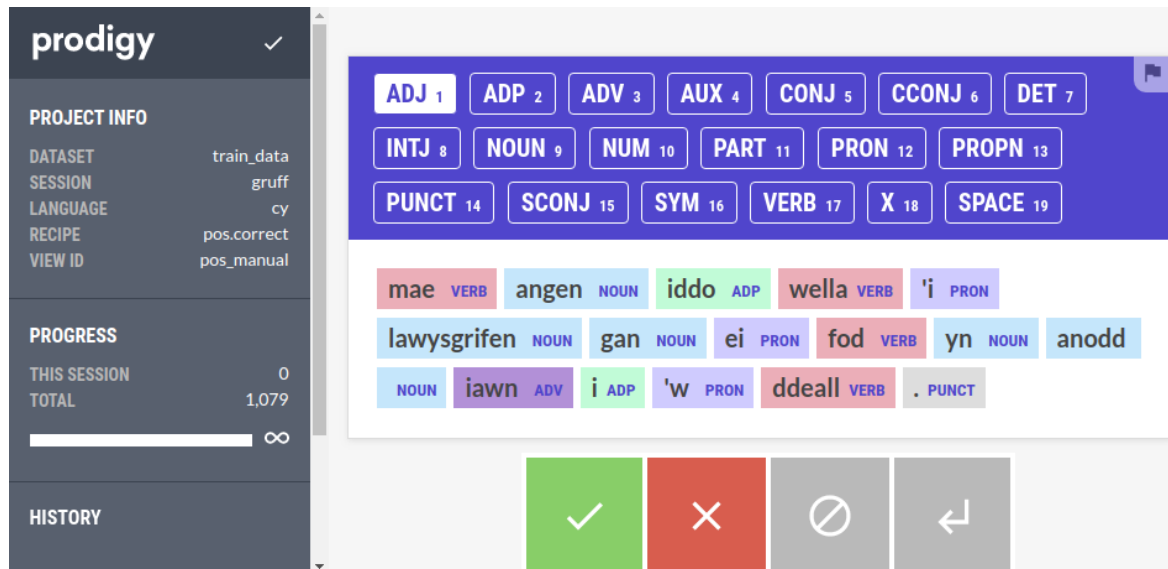 prodigy
PROJECT INFO
DATASET train_data
SESSION gruff
LANGUAGE cy
RECIPE pos.correct
VIEW ID pos_manual
PROGRESS
THIS SESSION 0
TOTAL 1,079
∞
HISTORY
ADJ 1 ADP 2 ADV 3 AUX 4 CONJ 5 CCONJ 6 DET 7
INTJ 8 NOUN 9 NUM 10 PART 11 PRON 12 PROPN 13
PUNCT 14 SCONJ 15 SYM 16 VERB 17 X 18 SPACE 19
mae VERB angen NOUN iddo ADP wella VERB 'i PRON
lawysgrifen NOUN gan NOUN ei PRON fod VERB yn NOUN anodd
NOUN iawn ADV i ADP 'w PRON ddeall VERB . PUNCT